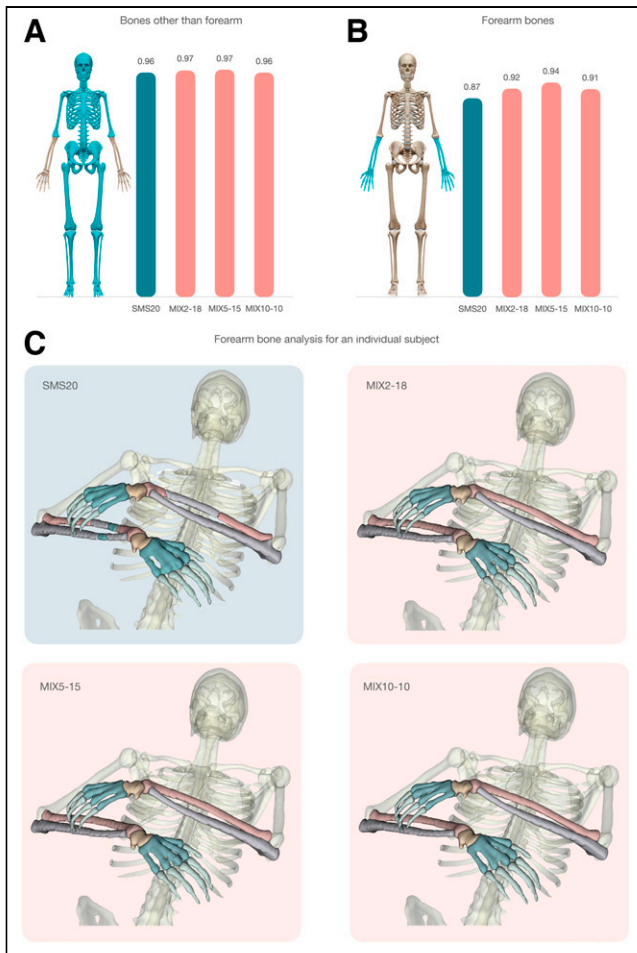 A
Bones other than forearm
0.96
0.97
0.97
0.96
SMS20
MIX2-18
MIX5-15
MIX10-10
B
Forearm bones
0.87
0.92
0.94
0.91
SMS20
MIX2-18
MIX5-15
MIX10-10
C
Forearm bone analysis for an individual subject
SMS20
MIX2-18
MIX5-15
MIX10-10